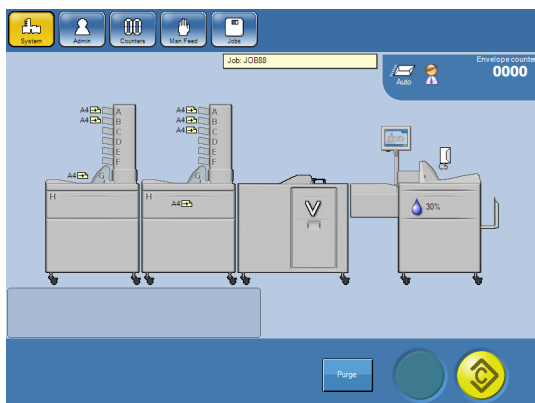 System
Admin
Counters
Man.Feed
Jobs
Job: JOB88
Envelope counter
0000
Auto
A4
A
A4
B
C
D
E
F
A4
G
H
A4
A
A4
B
A4
C
D
E
F
G
H
A4
C5
30%
Purge
C